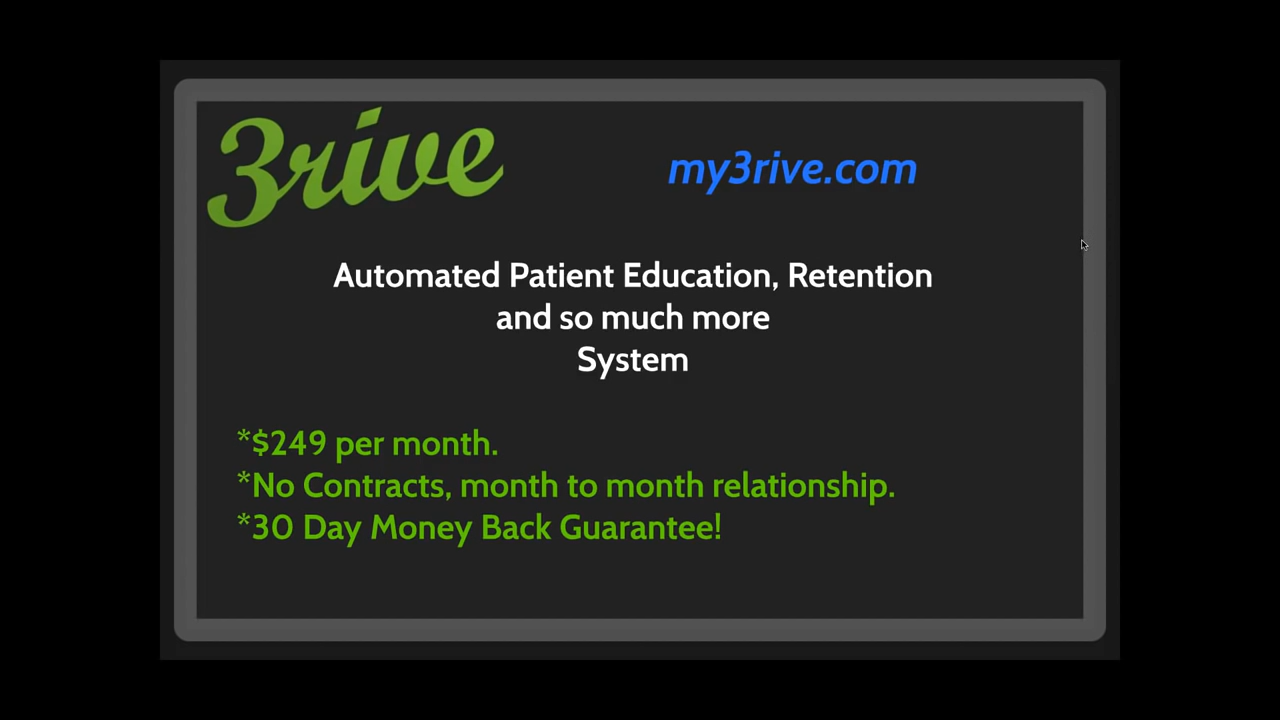 3rive
my3rive.com
Automated Patient Education, Retention
and so much more
System
*$249 per month.
*No Contracts, month to month relationship.
*30 Day Money Back Guarantee!